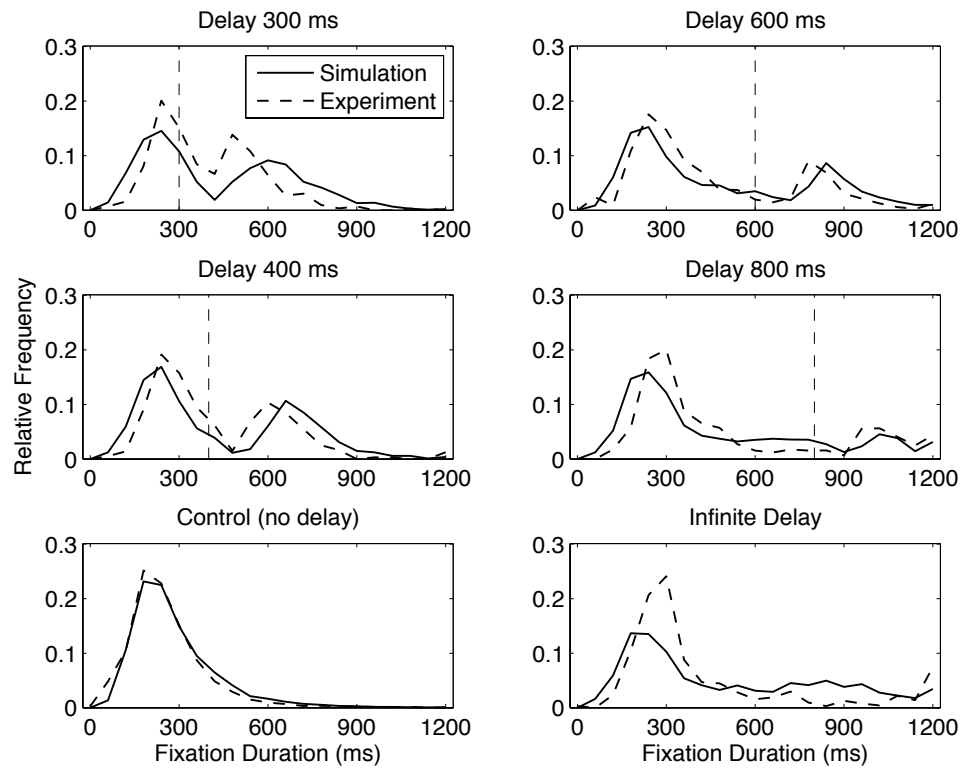 Delay 300 ms
0.3
0.2
0.1
0
0 300 600 900 1200
Simulation
Experiment
Delay 600 ms
0.3
0.2
0.1
0
0 300 600 900 1200
Delay 400 ms
0.3
0.2
0.1
0
0 300 600 900 1200
Relative Frequency
Delay 800 ms
0.3
0.2
0.1
0
0 300 600 900 1200
Control (no delay)
0.3
0.2
0.1
0
0 300 600 900 1200
Fixation Duration (ms)
Infinite Delay
0.3
0.2
0.1
0
0 300 600 900 1200
Fixation Duration (ms)